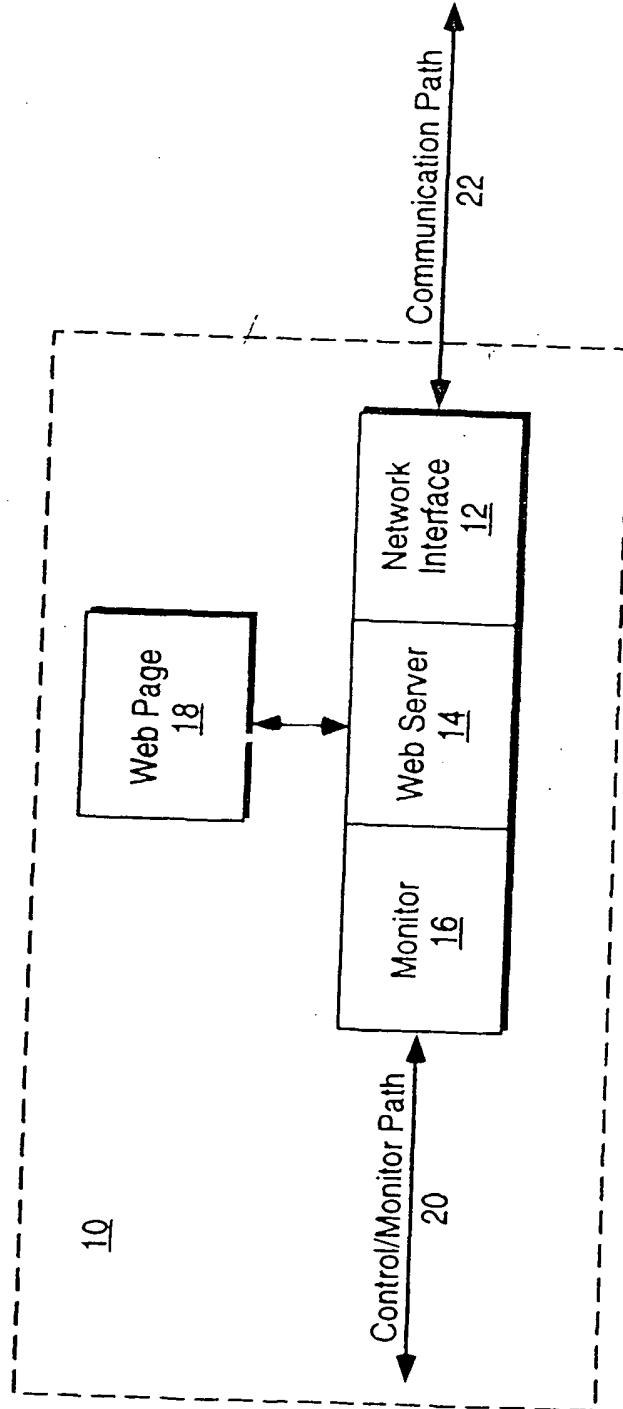 10
Web Page
18
Control/Monitor Path
20
Monitor
16
Web Server
14
Network
Interface
12
Communication Path
22